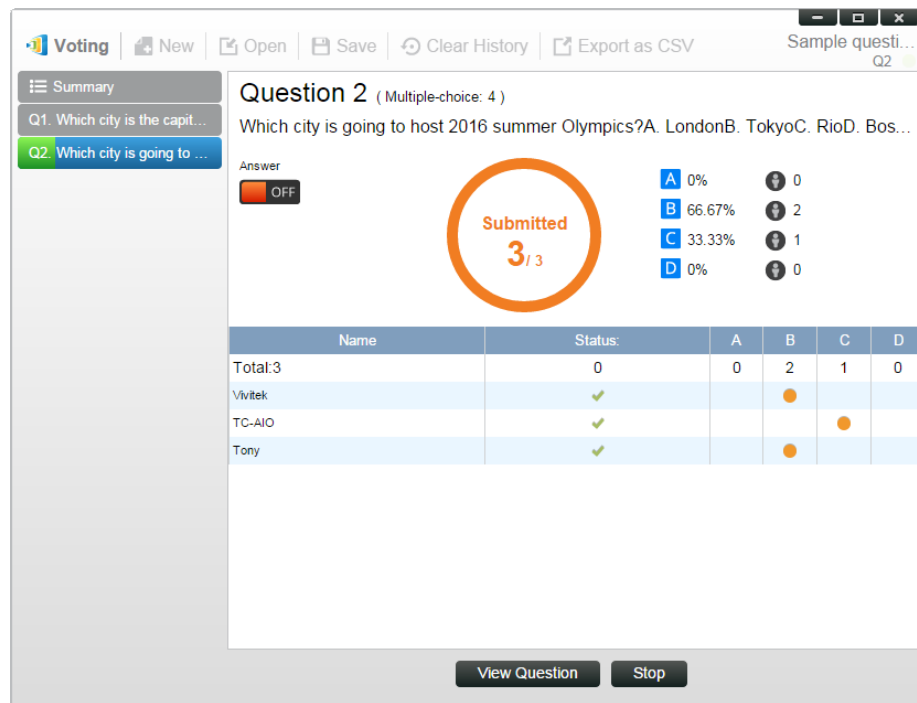 Voting New Open Save Clear History Export as CSV Sample questi...
Q2
Summary
Q1. Which city is the capit...
Q2. Which city is going to ...
Question 2 ( Multiple-choice: 4 )
Which city is going to host 2016 summer Olympics?A. LondonB. TokyoC. RioD. Bos...
Answer
OFF
Submitted
3/ 3
A 0% 0
B 66.67% 2
C 33.33% 1
D 0% 0
Name Status: A B C D
Total:3 0 0 2 1 0
Vivitek
TC-AIO
Tony
View Question Stop